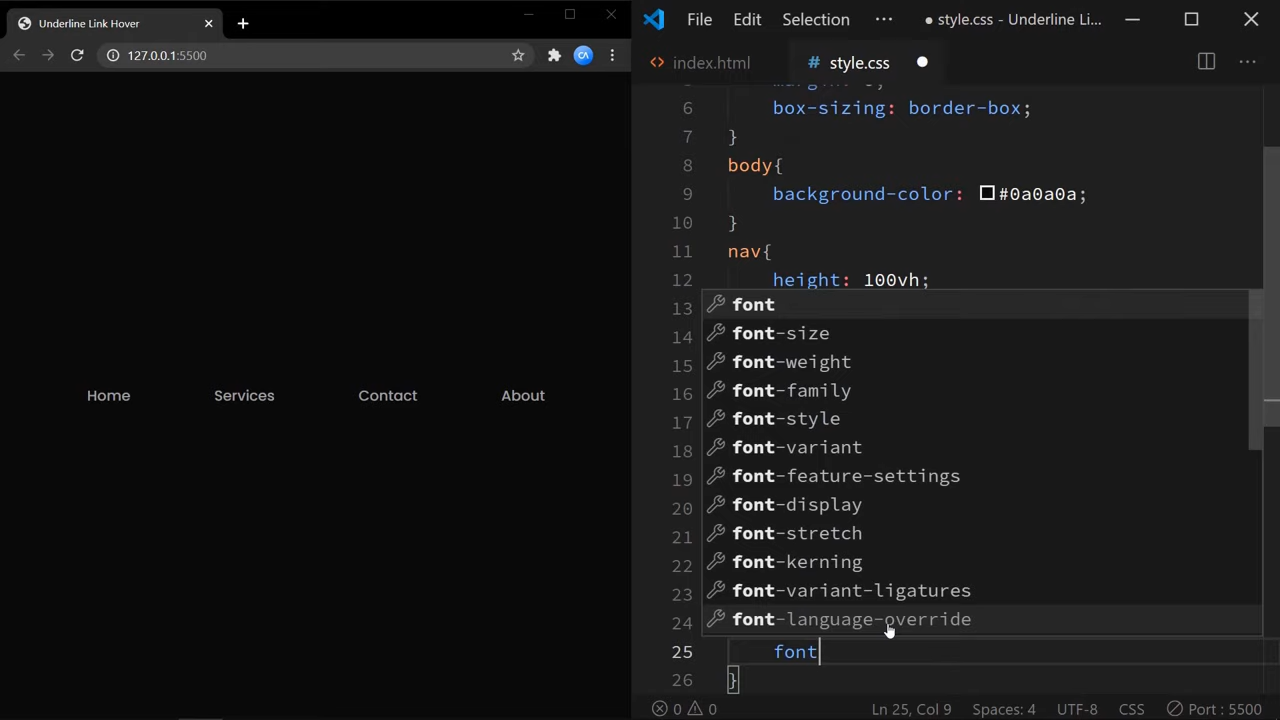 Underline Link Hover
127.0.0.1:5500
Home Services Contact About
File Edit Selection ··· ● style.css - Underline Li...
index.html # style.css
6 box-sizing: border-box;
7 }
8 body{
9 background-color: #0a0a0a;
10 }
11 nav{
12 height: 100vh;
13 font
14 font-size
15 font-weight
16 font-family
17 font-style
18 font-variant
19 font-feature-settings
20 font-display
21 font-stretch
22 font-kerning
23 font-variant-ligatures
24 font-language-override
25 font
26 }
0 0 Ln 25, Col 9 Spaces: 4 UTF-8 CSS Port : 5500